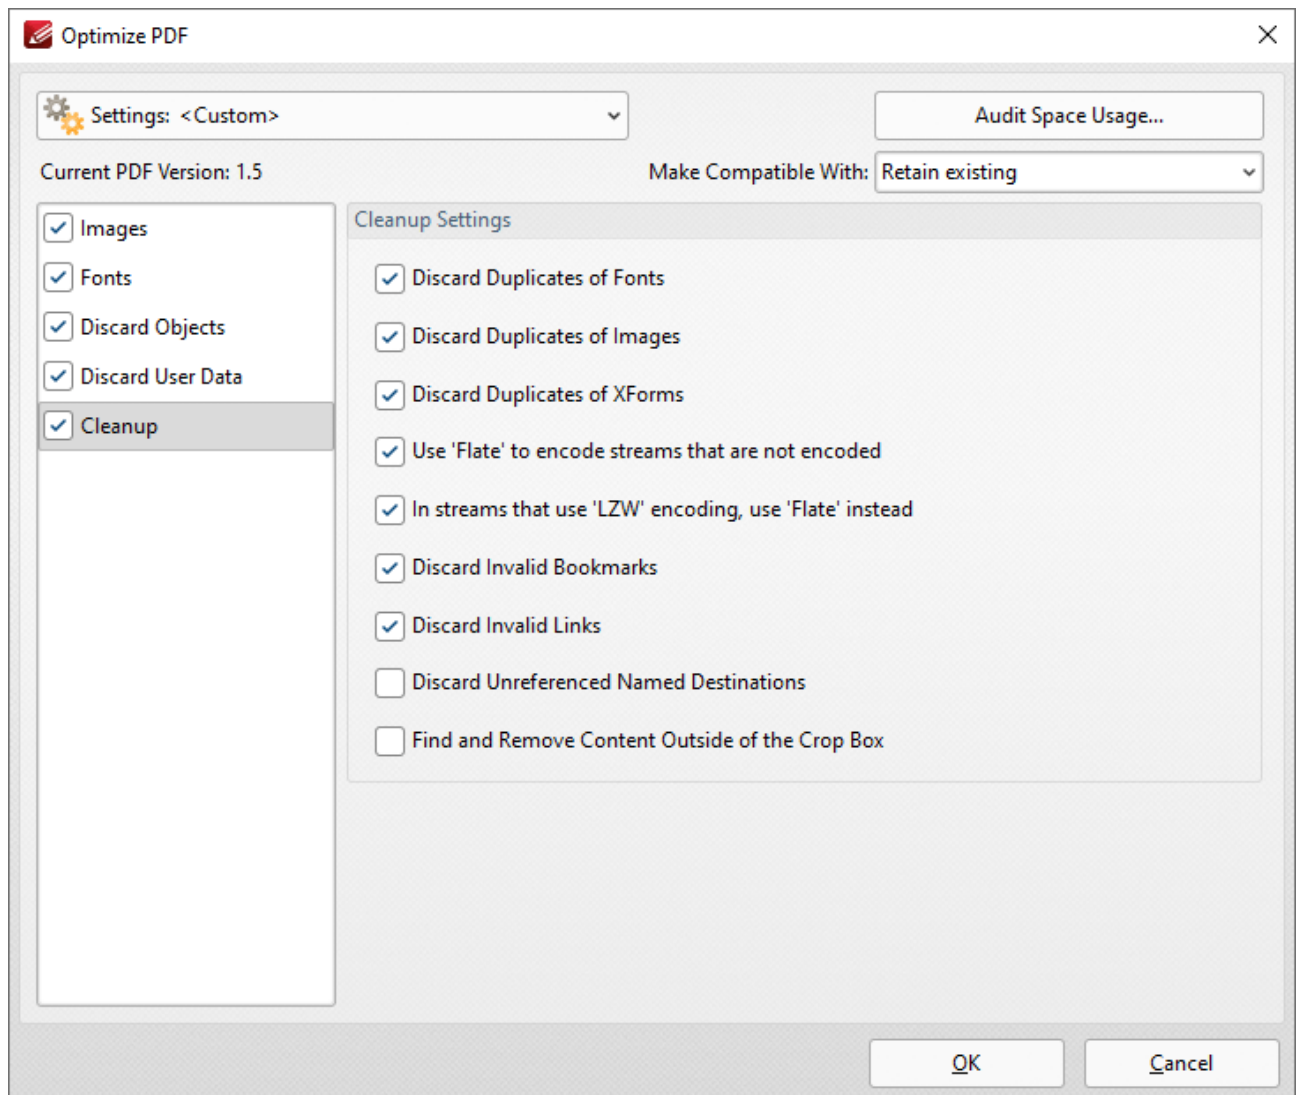 Optimize PDF
Settings: <Custom>
Audit Space Usage...
Current PDF Version: 1.5
Make Compatible With: Retain existing
Images
Fonts
Discard Objects
Discard User Data
Cleanup
Cleanup Settings
Discard Duplicates of Fonts
Discard Duplicates of Images
Discard Duplicates of XForms
Use 'Flate' to encode streams that are not encoded
In streams that use 'LZW' encoding, use 'Flate' instead
Discard Invalid Bookmarks
Discard Invalid Links
Discard Unreferenced Named Destinations
Find and Remove Content Outside of the Crop Box
OK
Cancel